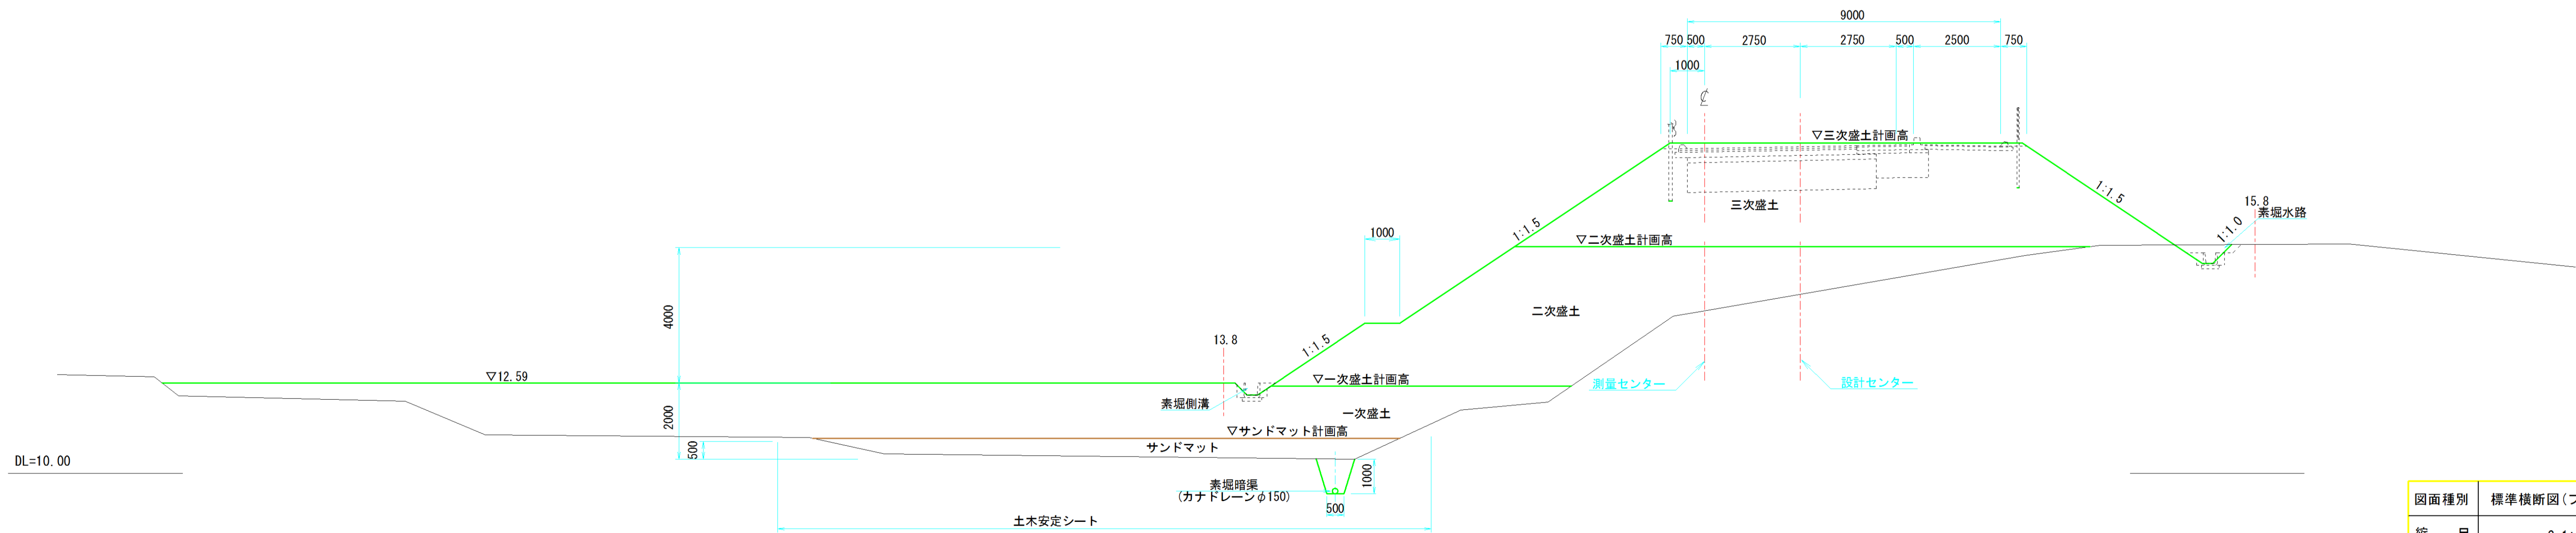 9000
750 500 2750 2750 500 2500 750
1000
℄
▽三次盛土計画高
1:1.5
15.8
素堀水路
三次盛土
1:1.0
1:1.5
1000
▽二次盛土計画高
4000
二次盛土
13.8
1:1.5
▽12.59
▽一次盛土計画高
測量センター
設計センター
素堀側溝
2000
一次盛土
▽サンドマット計画高
500
サンドマット
DL=10.00
1000
素堀暗渠
(カナドレーンφ150)
500
土木安定シート
図面種別 標準横断図(